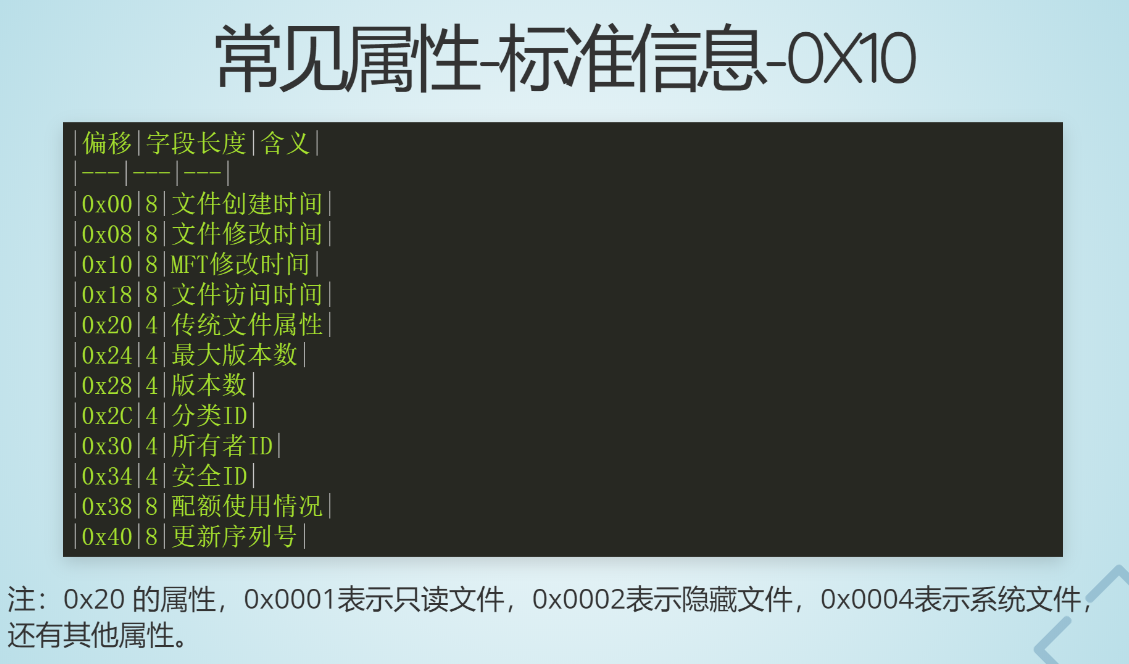 常见属性-标准信息-0X10
|偏移|字段长度|含义|
|---|---|---|
|0x00|8|文件创建时间|
|0x08|8|文件修改时间|
|0x10|8|MFT修改时间|
|0x18|8|文件访问时间|
|0x20|4|传统文件属性|
|0x24|4|最大版本数|
|0x28|4|版本数|
|0x2C|4|分类ID|
|0x30|4|所有者ID|
|0x34|4|安全ID|
|0x38|8|配额使用情况|
|0x40|8|更新序列号|
注：0x20 的属性，0x0001表示只读文件，0x0002表示隐藏文件，0x0004表示系统文件，
还有其他属性。